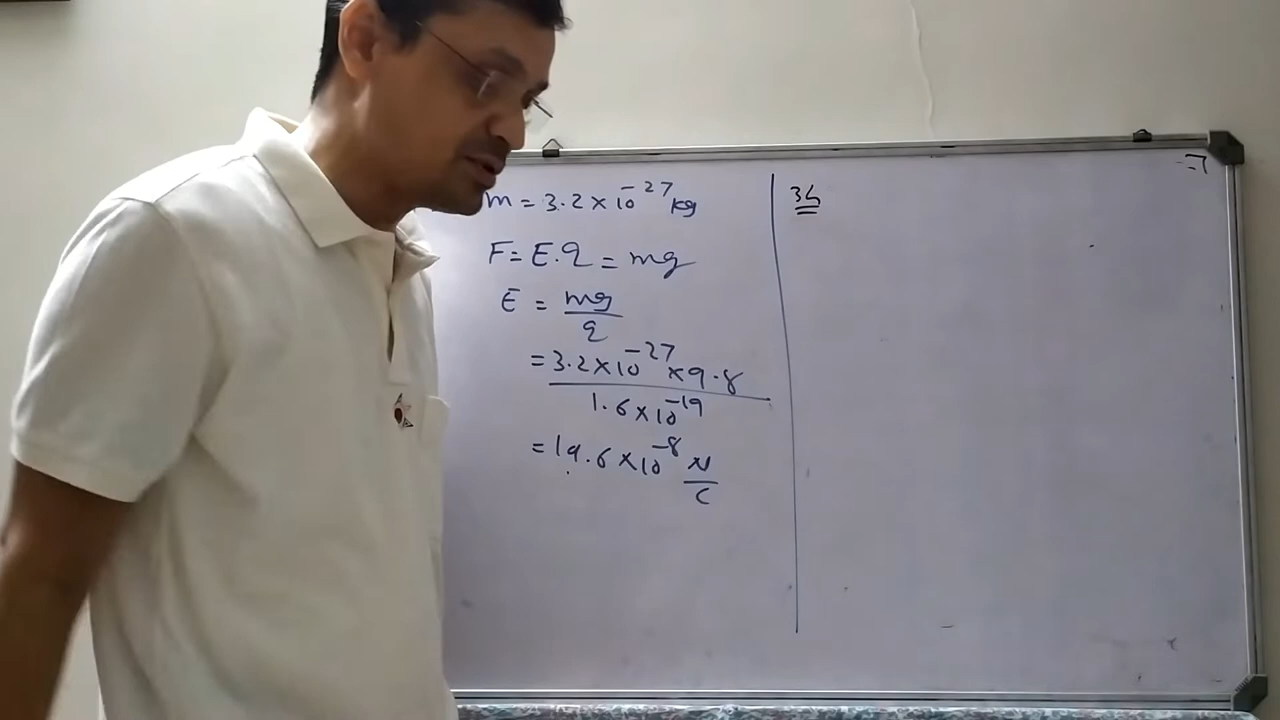 m = 3.2 × 10⁻²⁷ kg
F = E.q = mg
E = mg
q
= 3.2 × 10⁻²⁷ × 9.8
1.6 × 10⁻¹⁹
= 19.6 × 10⁻⁸ N
C
34